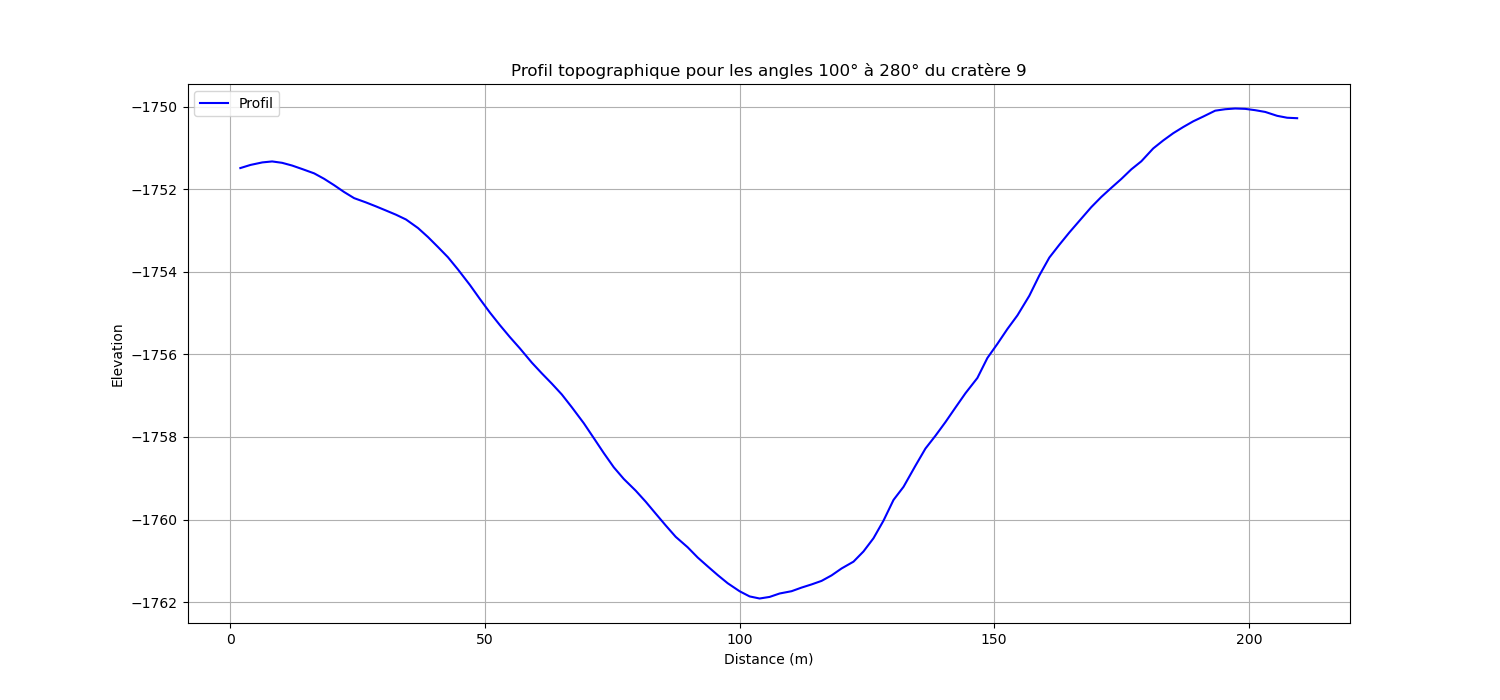 Profil topographique pour les angles 100° à 280° du cratère 9
Profil
−1750
−1752
−1754
−1756
−1758
−1760
−1762
Elevation
0 50 100 150 200
Distance (m)